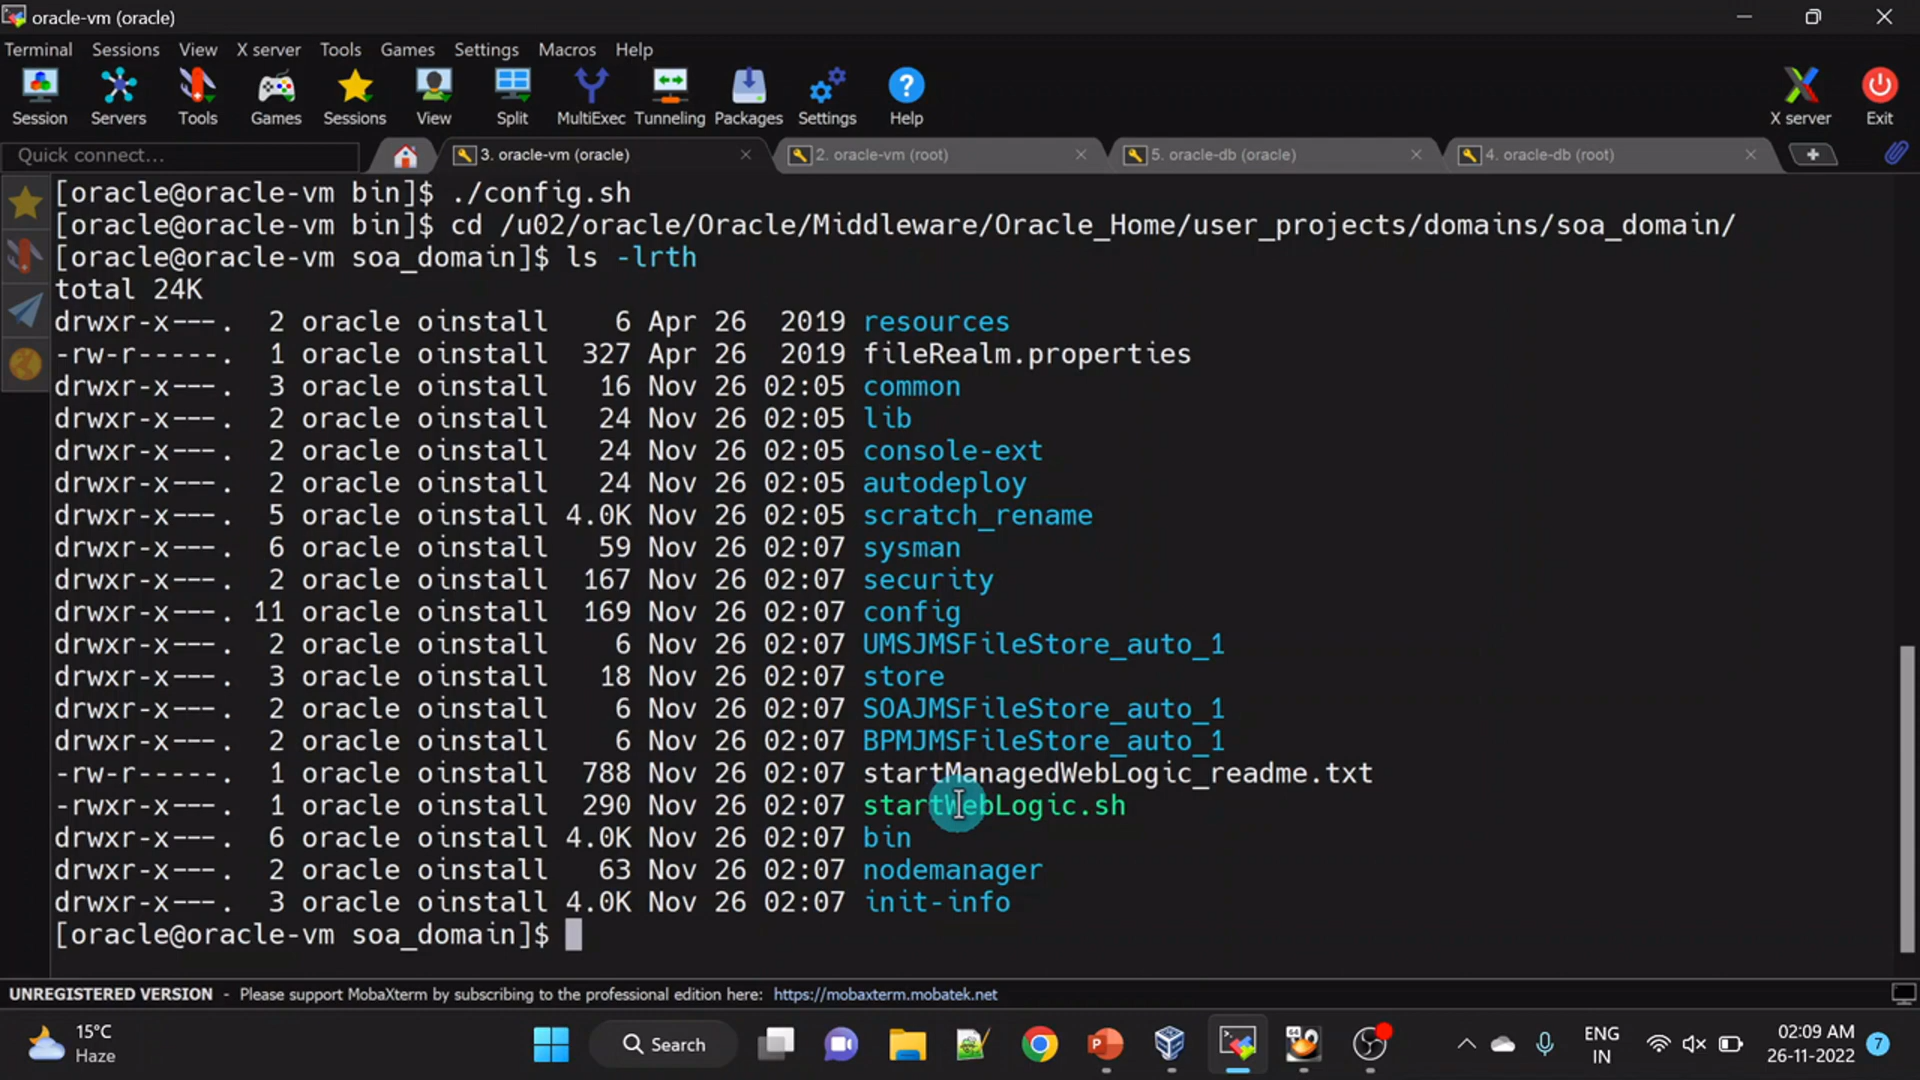 oracle-vm (oracle)
Terminal Sessions View X server Tools Games Settings Macros Help
Session Servers Tools Games Sessions View Split MultiExec Tunneling Packages Settings Help X server Exit
Quick connect... 3. oracle-vm (oracle) 2. oracle-vm (root) 5. oracle-db (oracle) 4. oracle-db (root)
[oracle@oracle-vm bin]$ ./config.sh
[oracle@oracle-vm bin]$ cd /u02/oracle/Oracle/Middleware/Oracle_Home/user_projects/domains/soa_domain/
[oracle@oracle-vm soa_domain]$ ls -lrth
total 24K
drwxr-x---. 2 oracle oinstall 6 Apr 26 2019 resources
-rw-r-----. 1 oracle oinstall 327 Apr 26 2019 fileRealm.properties
drwxr-x---. 3 oracle oinstall 16 Nov 26 02:05 common
drwxr-x---. 2 oracle oinstall 24 Nov 26 02:05 lib
drwxr-x---. 2 oracle oinstall 24 Nov 26 02:05 console-ext
drwxr-x---. 2 oracle oinstall 24 Nov 26 02:05 autodeploy
drwxr-x---. 5 oracle oinstall 4.0K Nov 26 02:05 scratch_rename
drwxr-x---. 6 oracle oinstall 59 Nov 26 02:07 sysman
drwxr-x---. 2 oracle oinstall 167 Nov 26 02:07 security
drwxr-x---. 11 oracle oinstall 169 Nov 26 02:07 config
drwxr-x---. 2 oracle oinstall 6 Nov 26 02:07 UMSJMSFileStore_auto_1
drwxr-x---. 3 oracle oinstall 18 Nov 26 02:07 store
drwxr-x---. 2 oracle oinstall 6 Nov 26 02:07 SOAJMSFileStore_auto_1
drwxr-x---. 2 oracle oinstall 6 Nov 26 02:07 BPMJMSFileStore_auto_1
-rw-r-----. 1 oracle oinstall 788 Nov 26 02:07 startManagedWebLogic_readme.txt
-rwxr-x---. 1 oracle oinstall 290 Nov 26 02:07 startWebLogic.sh
drwxr-x---. 6 oracle oinstall 4.0K Nov 26 02:07 bin
drwxr-x---. 2 oracle oinstall 63 Nov 26 02:07 nodemanager
drwxr-x---. 3 oracle oinstall 4.0K Nov 26 02:07 init-info
[oracle@oracle-vm soa_domain]$
UNREGISTERED VERSION - Please support MobaXterm by subscribing to the professional edition here: https://mobaxterm.mobatek.net
15°C
Haze
Search
ENG
IN
02:09 AM
26-11-2022
7